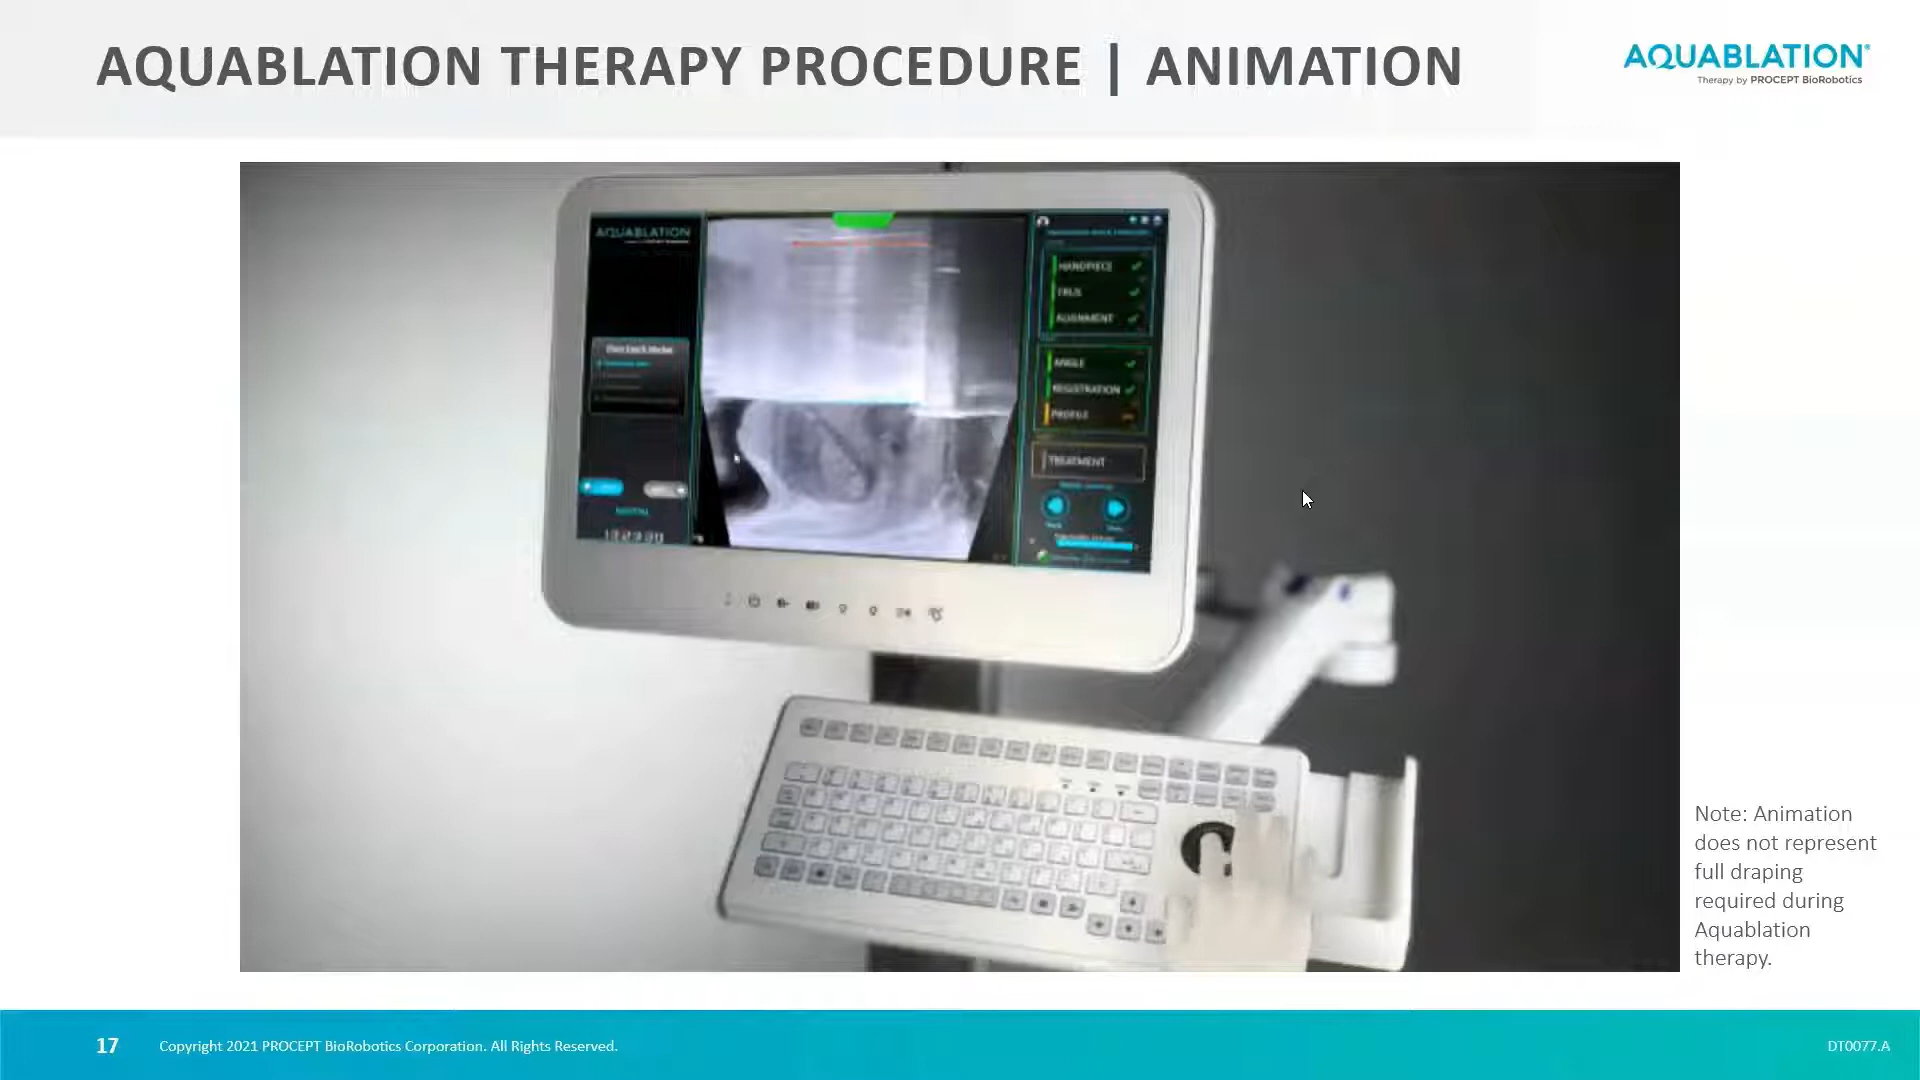 AQUABLATION THERAPY PROCEDURE | ANIMATION
AQUABLATION®
Therapy by PROCEPT BioRobotics
AQUABLATION
HANDPIECE
TRUS
ALIGNMENT
ANGLE
REGISTRATION
PROFILE
TREATMENT
Note: Animation
does not represent
full draping
required during
Aquablation
therapy.
17
Copyright 2021 PROCEPT BioRobotics Corporation. All Rights Reserved.
DT0077.A